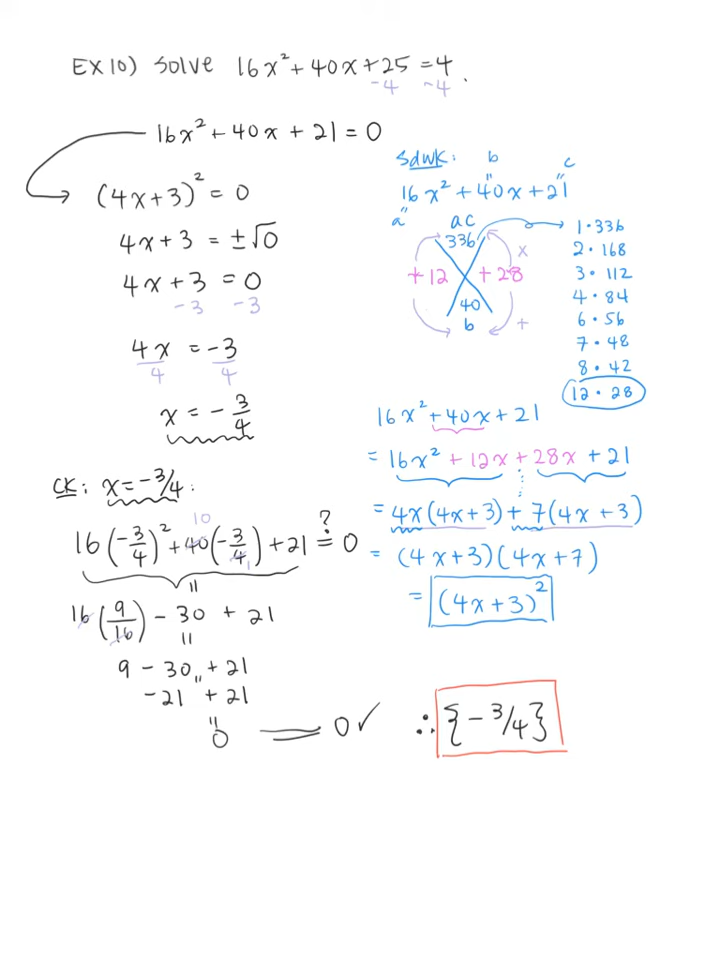 EX 10) Solve 16x² + 40x + 25 = 4.
-4 -4
16x² + 40x + 21 = 0
(4x + 3)² = 0
4x + 3 = ±√0
4x + 3 = 0
-3 -3
4x = -3
4 4
x = - 3/4
CK: x = -3/4:
10
16(-3/4)² + 40(-3/4) + 21 ≟ 0
1
"
16(9/16) - 30 + 21
"
9 - 30 + 21
"
-21 + 21
"
0 = 0 ✓
Sdwk: b c
" "
16x² + 40x + 21
a"
ac
336
+12 +28
x
40
b +
1 · 336
2 · 168
3 · 112
4 · 84
6 · 56
7 · 48
8 · 42
12 · 28
16x² + 40x + 21
= 16x² + 12x + 28x + 21
= 4x(4x + 3) + 7(4x + 3)
= (4x + 3)(4x + 7)
= (4x + 3)²
∴ {-3/4}